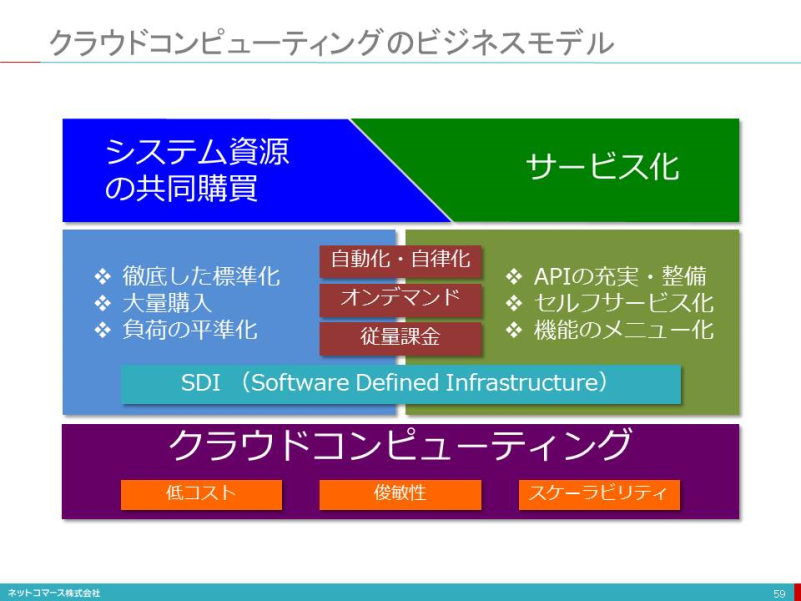 クラウドコンピューティングのビジネスモデル
システム資源
の共同購買
サービス化
❖ 徹底した標準化
❖ 大量購入
❖ 負荷の平準化
自動化・自律化
オンデマンド
従量課金
❖ APIの充実・整備
❖ セルフサービス化
❖ 機能のメニュー化
SDI （Software Defined Infrastructure）
クラウドコンピューティング
低コスト
俊敏性
スケーラビリティ
ネットコマース株式会社
59